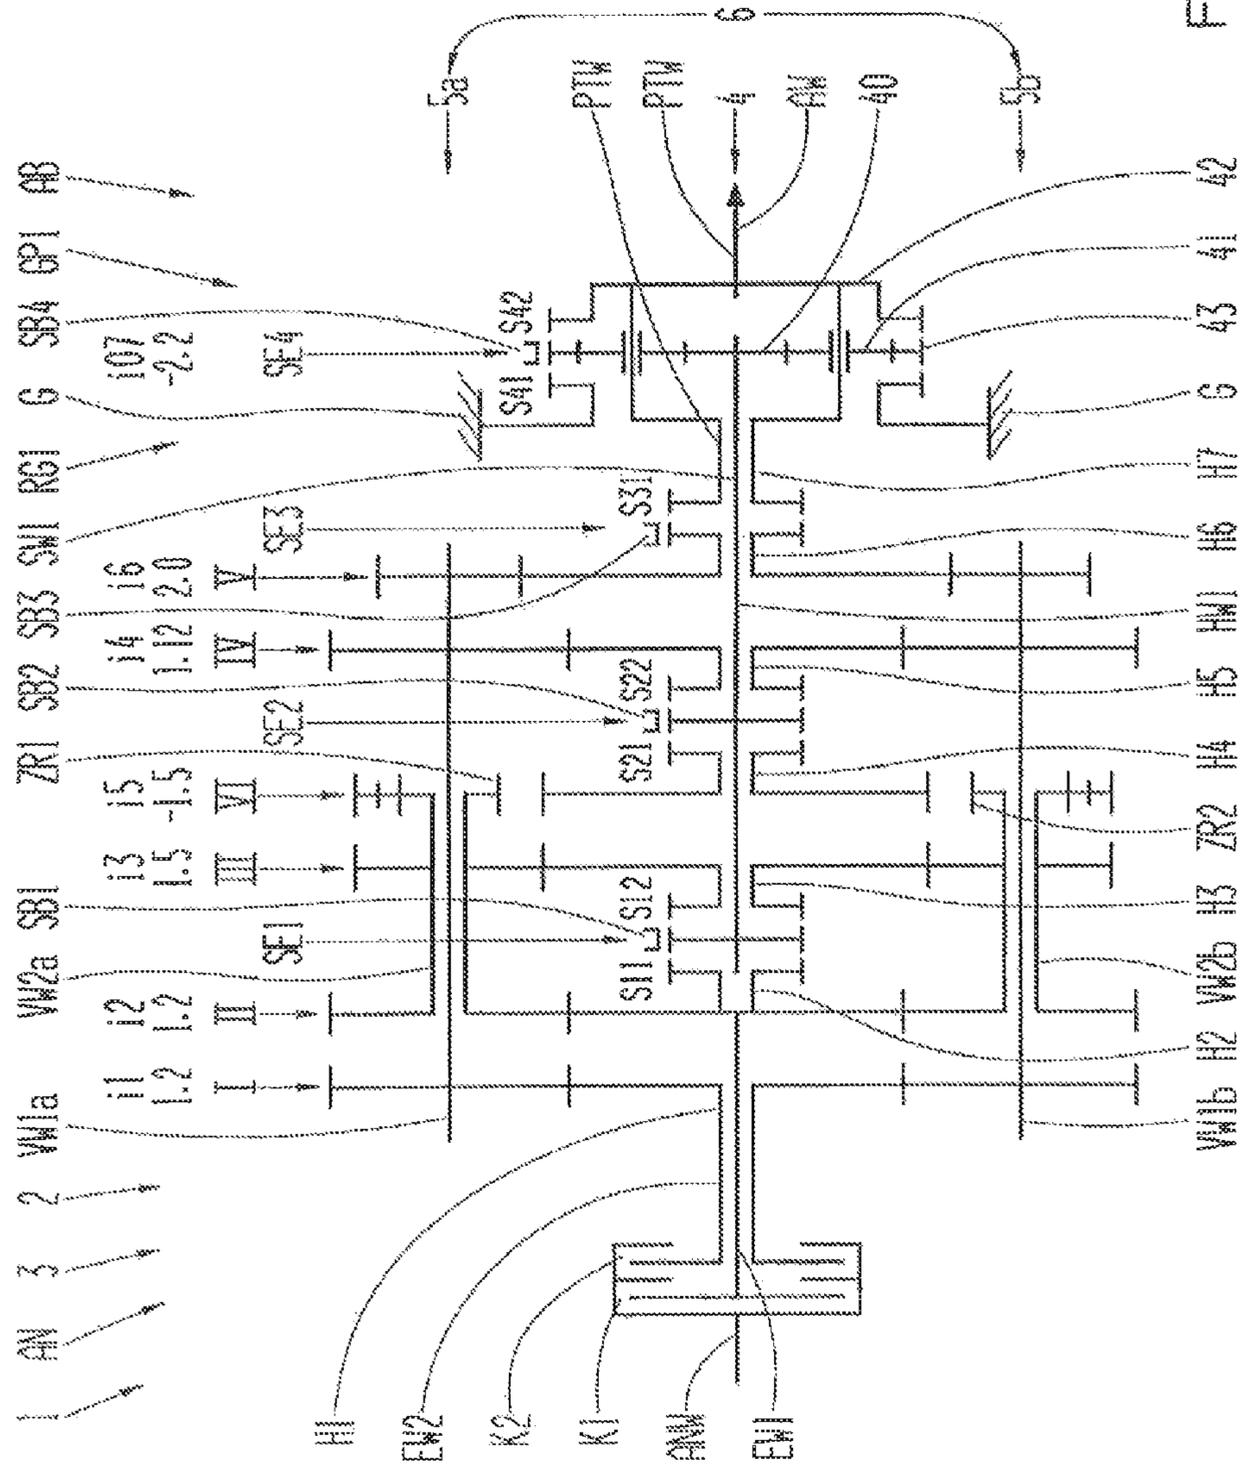 1 AN 3 2 VW1a VW2a SB1 ZR1 SB2 SB3 SW1 RG1 G SB4 GP1 AB
i1 i2 i3 i5 i4 i6 i07
1.2 1.2 1.5 -1.5 1.12 2.0 -2.2
I II III VI IV V
SE1 SE2 SE3 SE4
H1
EW2
K2
K1
ANW
EW1
S41 S42
S11 S12 S21 S22 S31
5a
PTW
PTW
4
AW
40
5b
6
VW1b H2 VW2b H3 ZR2 H4 H5 HW1 H6 H7 G 43 41 42